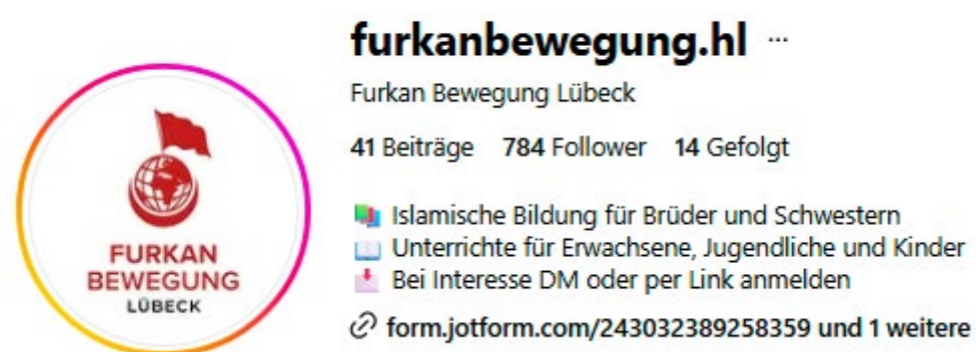 furkanbewegung.hl ...
Furkan Bewegung Lübeck
41 Beiträge 784 Follower 14 Gefolgt
📚 Islamische Bildung für Brüder und Schwestern
📖 Unterrichte für Erwachsene, Jugendliche und Kinder
📩 Bei Interesse DM oder per Link anmelden
form.jotform.com/243032389258359 und 1 weitere
FURKAN
BEWEGUNG
LÜBECK